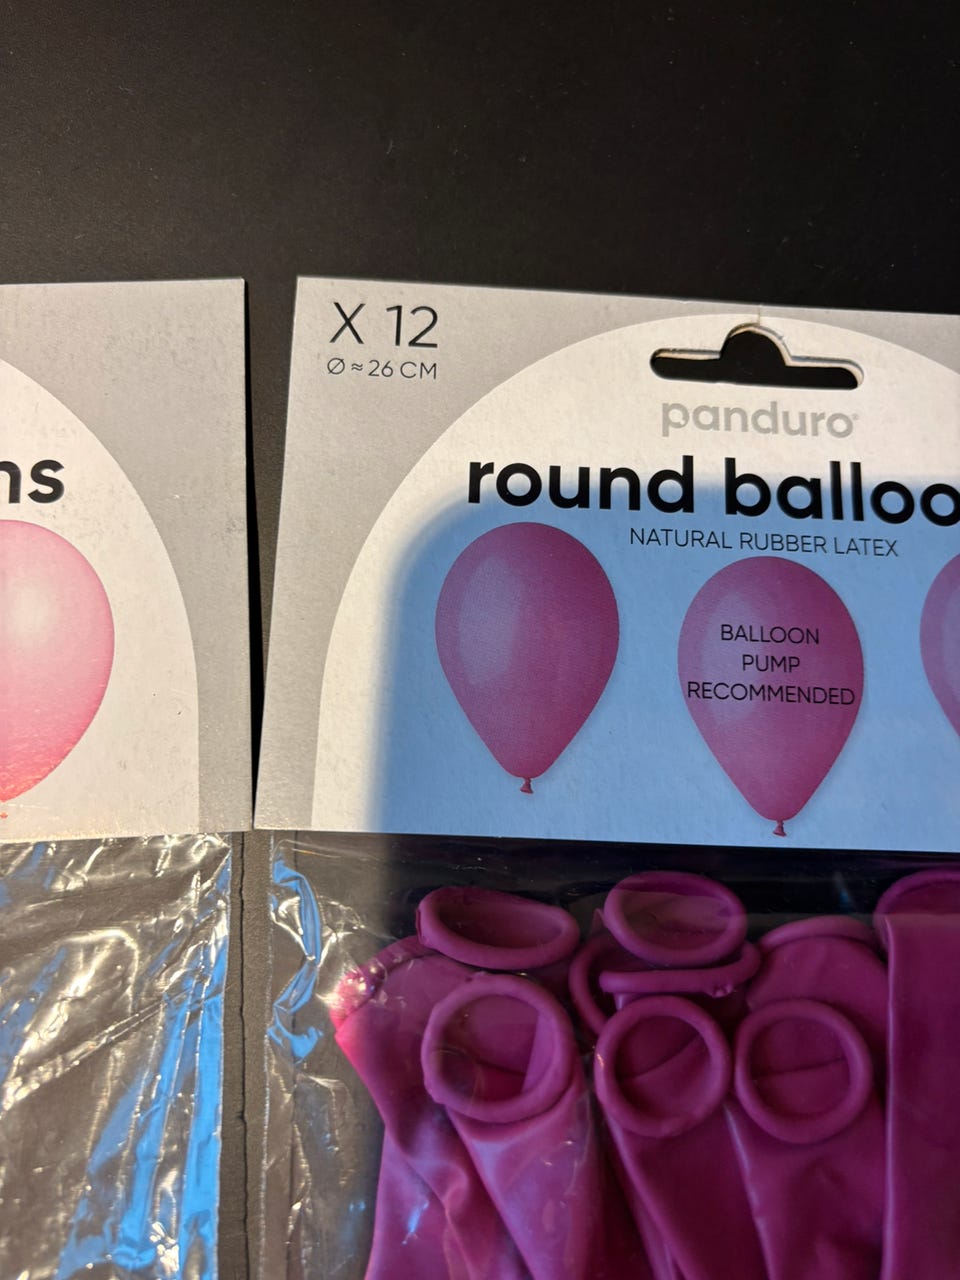 X 12
Ø ≈ 26 CM
panduro
ns
round balloo
NATURAL RUBBER LATEX
BALLOON
PUMP
RECOMMENDED